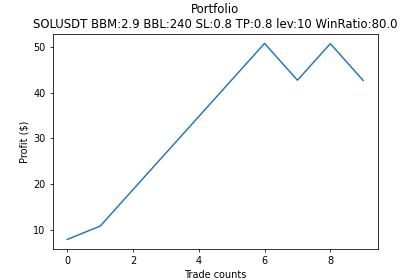 Portfolio
SOLUSDT BBM:2.9 BBL:240 SL:0.8 TP:0.8 lev:10 WinRatio:80.0
50
40
30
20
10
Profit ($)
0 2 4 6 8
Trade counts